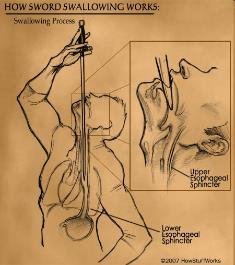 HOW SWORD SWALLOWING WORKS:
Swallowing Process
Upper
Esophageal
Sphincter
Lower
Esophageal
Sphincter
©2007 HowStuffWorks